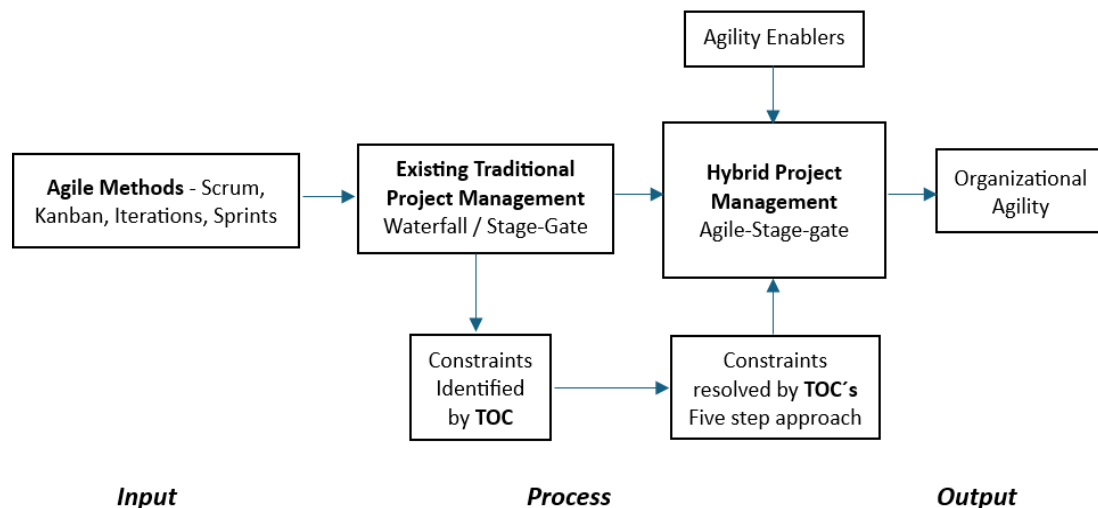 Agility Enablers
Agile Methods - Scrum,
Kanban, Iterations, Sprints
Existing Traditional
Project Management
Waterfall / Stage-Gate
Hybrid Project
Management
Agile-Stage-gate
Organizational
Agility
Constraints
Identified
by TOC
Constraints
resolved by TOC´s
Five step approach
Input
Process
Output